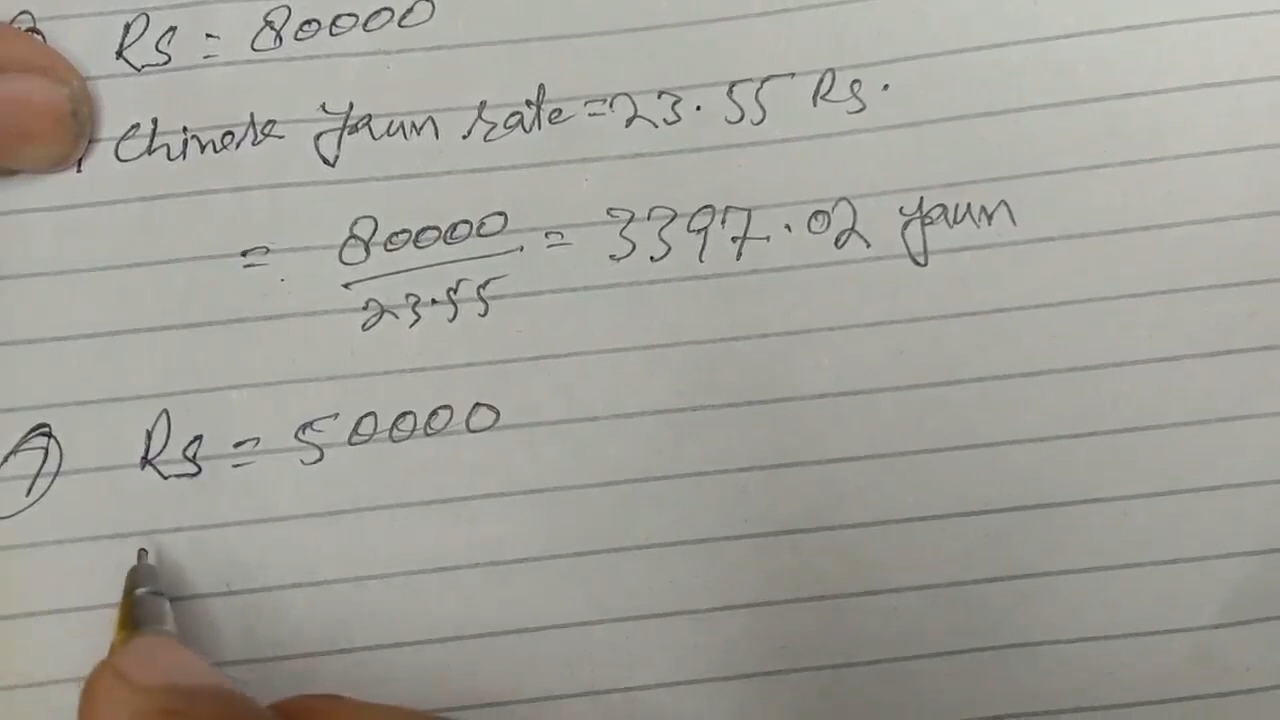 Rs = 80000
Chinese yaun rate = 23.55 Rs.
= 80000/23.55 = 3397.02 yaun
7) Rs = 50000